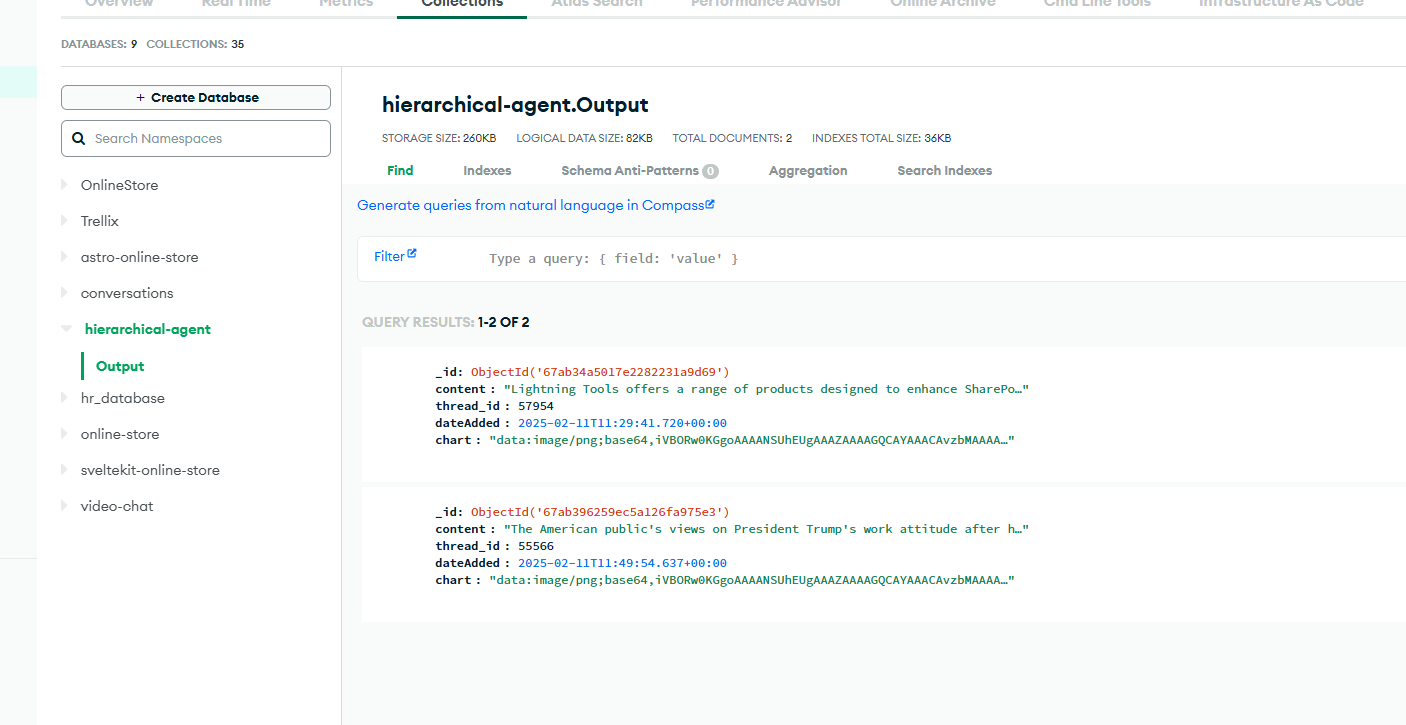 Overview Real Time Metrics Collections Atlas Search Performance Advisor Online Archive Cmd Line Tools Infrastructure As Code
DATABASES: 9 COLLECTIONS: 35
+ Create Database
Search Namespaces
OnlineStore
Trellix
astro-online-store
conversations
hierarchical-agent
Output
hr_database
online-store
sveltekit-online-store
video-chat
hierarchical-agent.Output
STORAGE SIZE: 260KB LOGICAL DATA SIZE: 82KB TOTAL DOCUMENTS: 2 INDEXES TOTAL SIZE: 36KB
Find Indexes Schema Anti-Patterns 0 Aggregation Search Indexes
Generate queries from natural language in Compass
Filter Type a query: { field: 'value' }
QUERY RESULTS: 1-2 OF 2
_id: ObjectId('67ab34a5017e2282231a9d69')
content : "Lightning Tools offers a range of products designed to enhance SharePo…"
thread_id : 57954
dateAdded : 2025-02-11T11:29:41.720+00:00
chart : "data:image/png;base64,iVBORw0KGgoAAAANSUhEUgAAAZAAAAGQCAYAAACAvzbMAAAA…"
_id: ObjectId('67ab396259ec5a126fa975e3')
content : "The American public's views on President Trump's work attitude after h…"
thread_id : 55566
dateAdded : 2025-02-11T11:49:54.637+00:00
chart : "data:image/png;base64,iVBORw0KGgoAAAANSUhEUgAAAZAAAAGQCAYAAACAvzbMAAAA…"